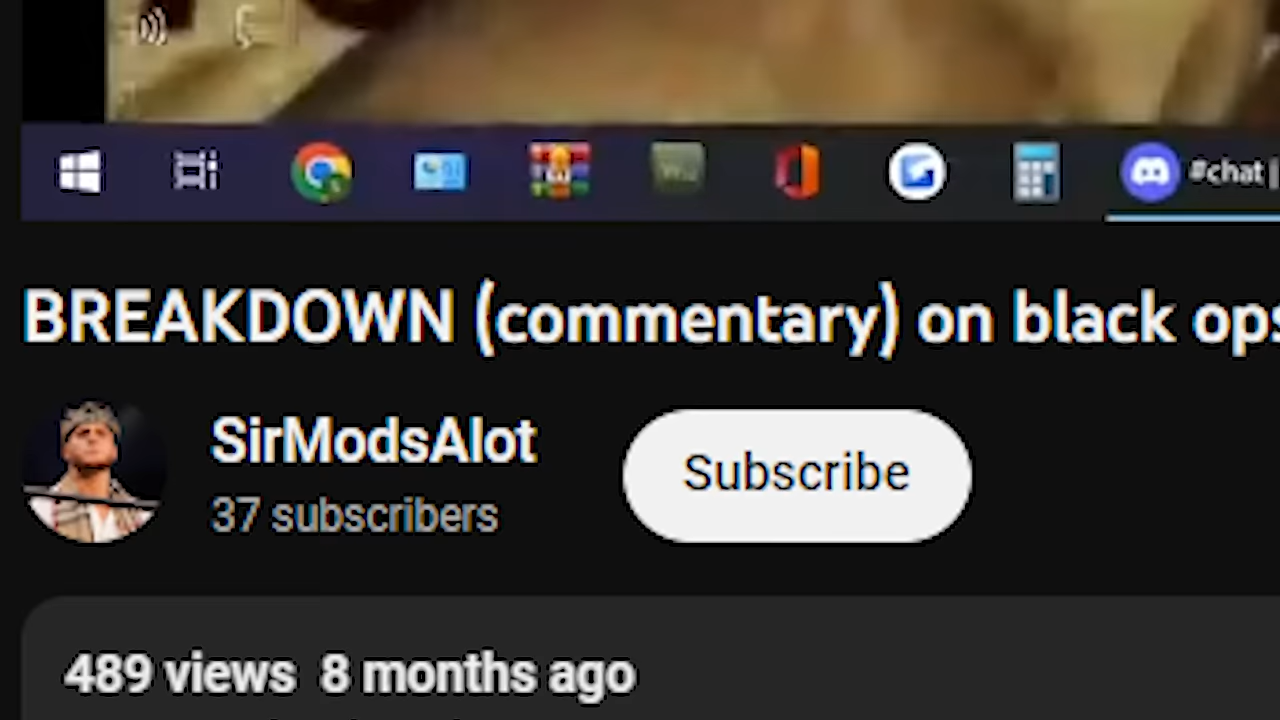 #chat |
BREAKDOWN (commentary) on black ops
SirModsAlot
37 subscribers
Subscribe
489 views 8 months ago